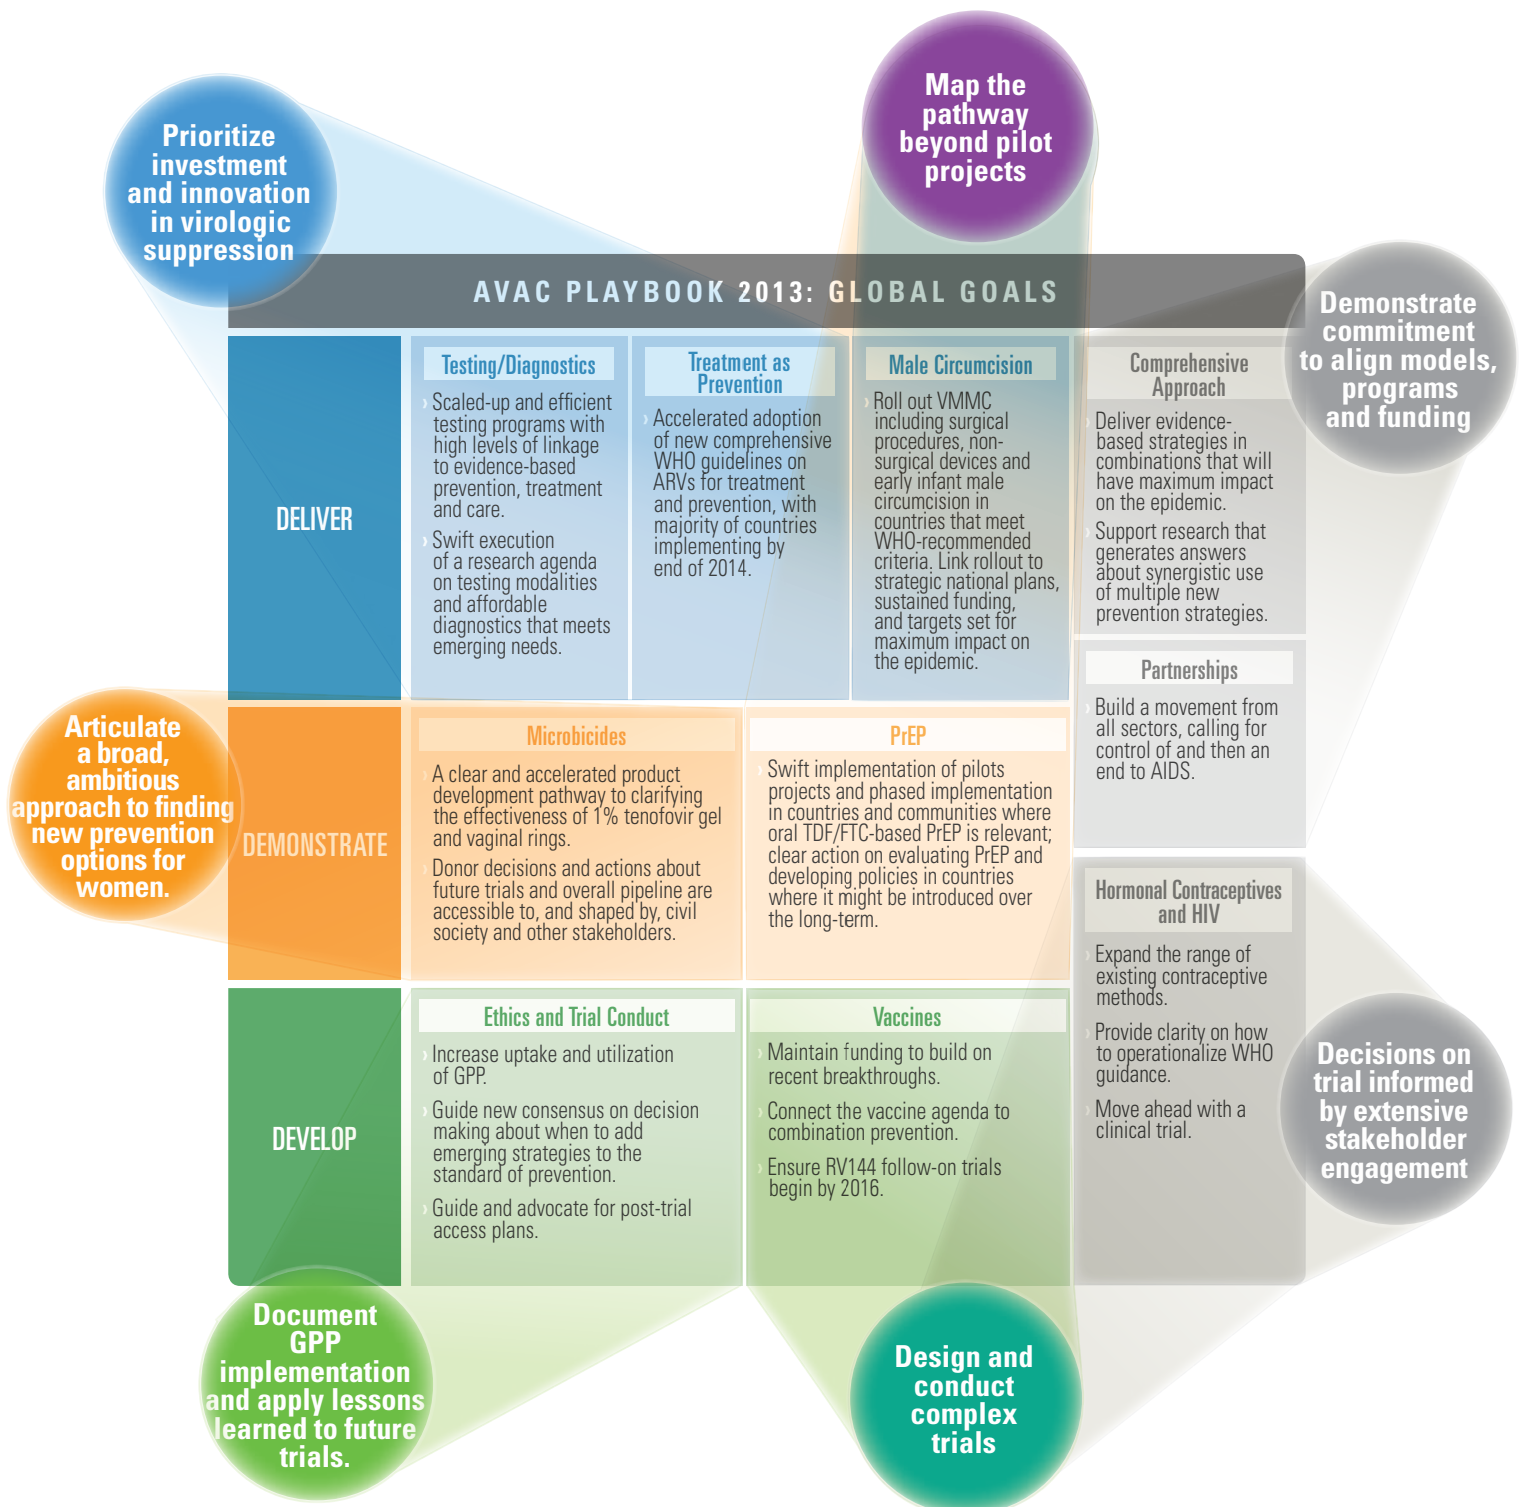 Prioritize
investment
and innovation
in virologic
suppression
Map the
pathway
beyond pilot
projects
AVAC PLAYBOOK 2013: GLOBAL GOALS
Demonstrate
commitment
to align models,
programs
and funding
DELIVER
Testing/Diagnostics
› Scaled-up and efficient
testing programs with
high levels of linkage
to evidence-based
prevention, treatment
and care.
› Swift execution
of a research agenda
on testing modalities
and affordable
diagnostics that meets
emerging needs.
Treatment as
Prevention
› Accelerated adoption
of new comprehensive
WHO guidelines on
ARVs for treatment
and prevention, with
majority of countries
implementing by
end of 2014.
Male Circumcision
› Roll out VMMC
including surgical
procedures, non-
surgical devices and
early infant male
circumcision in
countries that meet
WHO-recommended
criteria. Link rollout to
strategic national plans,
sustained funding,
and targets set for
maximum impact on
the epidemic.
Comprehensive
Approach
› Deliver evidence-
based strategies in
combinations that will
have maximum impact
on the epidemic.
› Support research that
generates answers
about synergistic use
of multiple new
prevention strategies.
Partnerships
› Build a movement from
all sectors, calling for
control of and then an
end to AIDS.
Articulate
a broad,
ambitious
approach to finding
new prevention
options for
women.
DEMONSTRATE
Microbicides
› A clear and accelerated product
development pathway to clarifying
the effectiveness of 1% tenofovir gel
and vaginal rings.
› Donor decisions and actions about
future trials and overall pipeline are
accessible to, and shaped by, civil
society and other stakeholders.
PrEP
› Swift implementation of pilots
projects and phased implementation
in countries and communities where
oral TDF/FTC-based PrEP is relevant;
clear action on evaluating PrEP and
developing policies in countries
where it might be introduced over
the long-term.
Hormonal Contraceptives
and HIV
› Expand the range of
existing contraceptive
methods.
› Provide clarity on how
to operationalize WHO
guidance.
› Move ahead with a
clinical trial.
Decisions on
trial informed
by extensive
stakeholder
engagement
DEVELOP
Ethics and Trial Conduct
› Increase uptake and utilization
of GPP.
› Guide new consensus on decision
making about when to add
emerging strategies to the
standard of prevention.
› Guide and advocate for post-trial
access plans.
Vaccines
› Maintain funding to build on
recent breakthroughs.
› Connect the vaccine agenda to
combination prevention.
› Ensure RV144 follow-on trials
begin by 2016.
Document
GPP
implementation
and apply lessons
learned to future
trials.
Design and
conduct
complex
trials